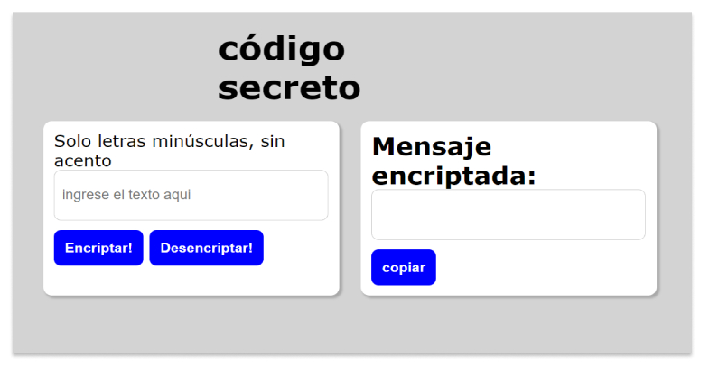 código
secreto
Solo letras minúsculas, sin
acento
ingrese el texto aqui
Encriptar! Desencriptar!
Mensaje
encriptada:
copiar